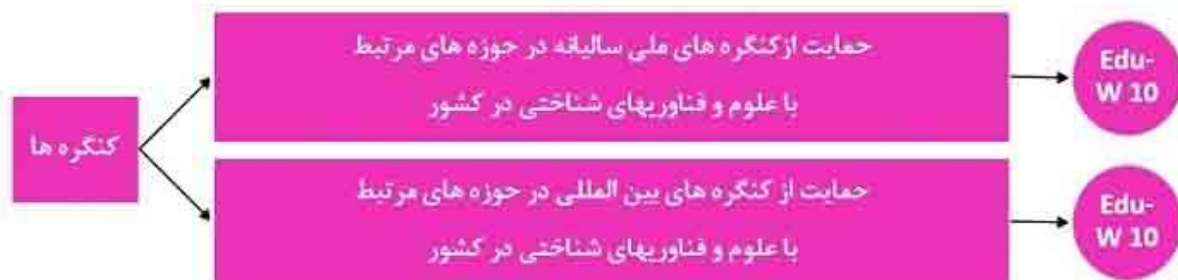 کنگره ها
حمایت ازکنگره های ملی سالیانه در حوزه های مرتبط
با علوم و فناوریهای شناختی در کشور
Edu-
W 10
حمایت از کنگره های بین المللی در حوزه های مرتبط
با علوم و فناوریهای شناختی در کشور
Edu-
W 10